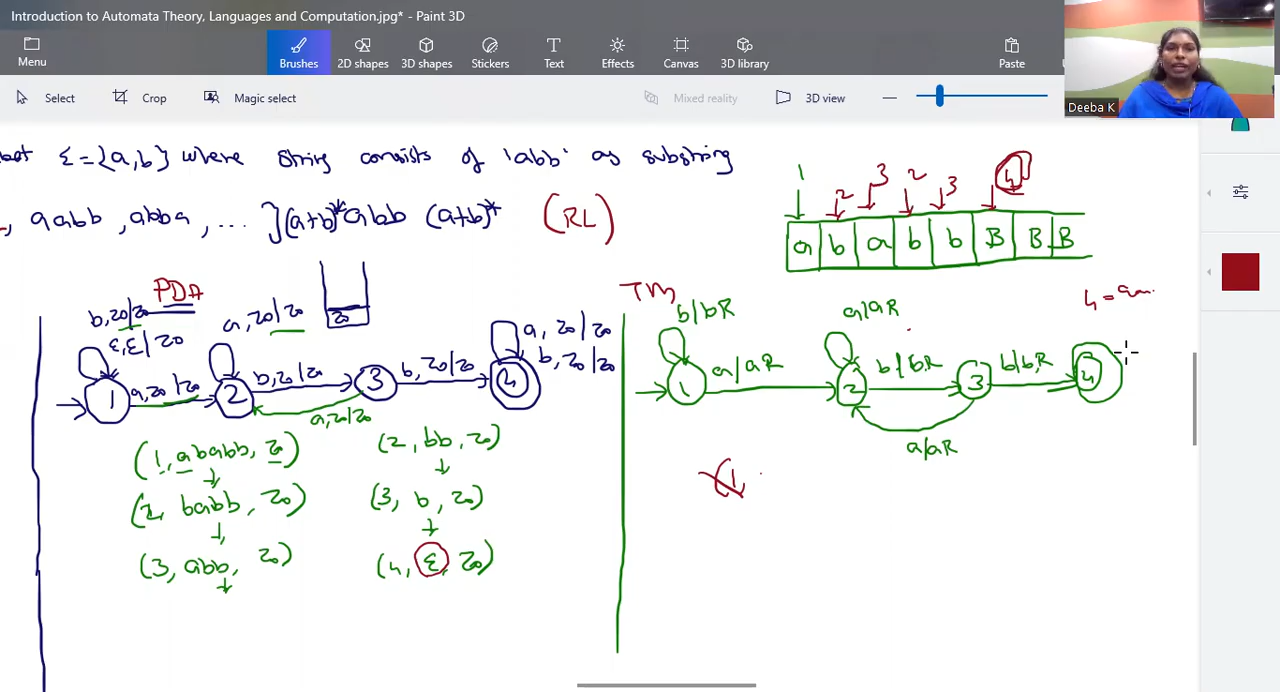 Introduction to Automata Theory, Languages and Computation.jpg* - Paint 3D
Menu
Brushes 2D shapes 3D shapes Stickers Text Effects Canvas 3D library Paste
Select Crop Magic select Mixed reality 3D view
Deeba K
Σ={a,b} where string consists of 'abb' as substring
aabb, abba, ... }(a+b)*abb (a+b)* (RL)
1 2 3 2 3 4
a b a b b B B B
PDA
b, z0|z0
ε,ε|z0
a, z0|z0
z0
a, z0|z0
b, z0|z0
1 a,z0|z0 2 b,z0|z0 3 b,z0|z0 4
a,z0|z0
TM
b|bR
a|aR
1 a|aR 2 b|bR 3 b|bR 4
a|aR
(1, ababb, z0)
↓
(2, babb, z0)
↓
(3, abb, z0)
↓
(2, bb, z0)
↓
(3, b, z0)
↓
(4, ε, z0)
(1,